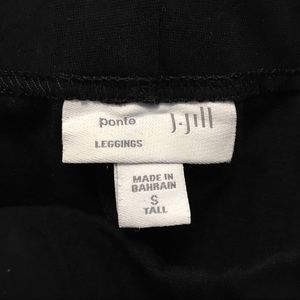 ponte J.Jill
LEGGINGS
MADE IN
BAHRAIN
S
TALL